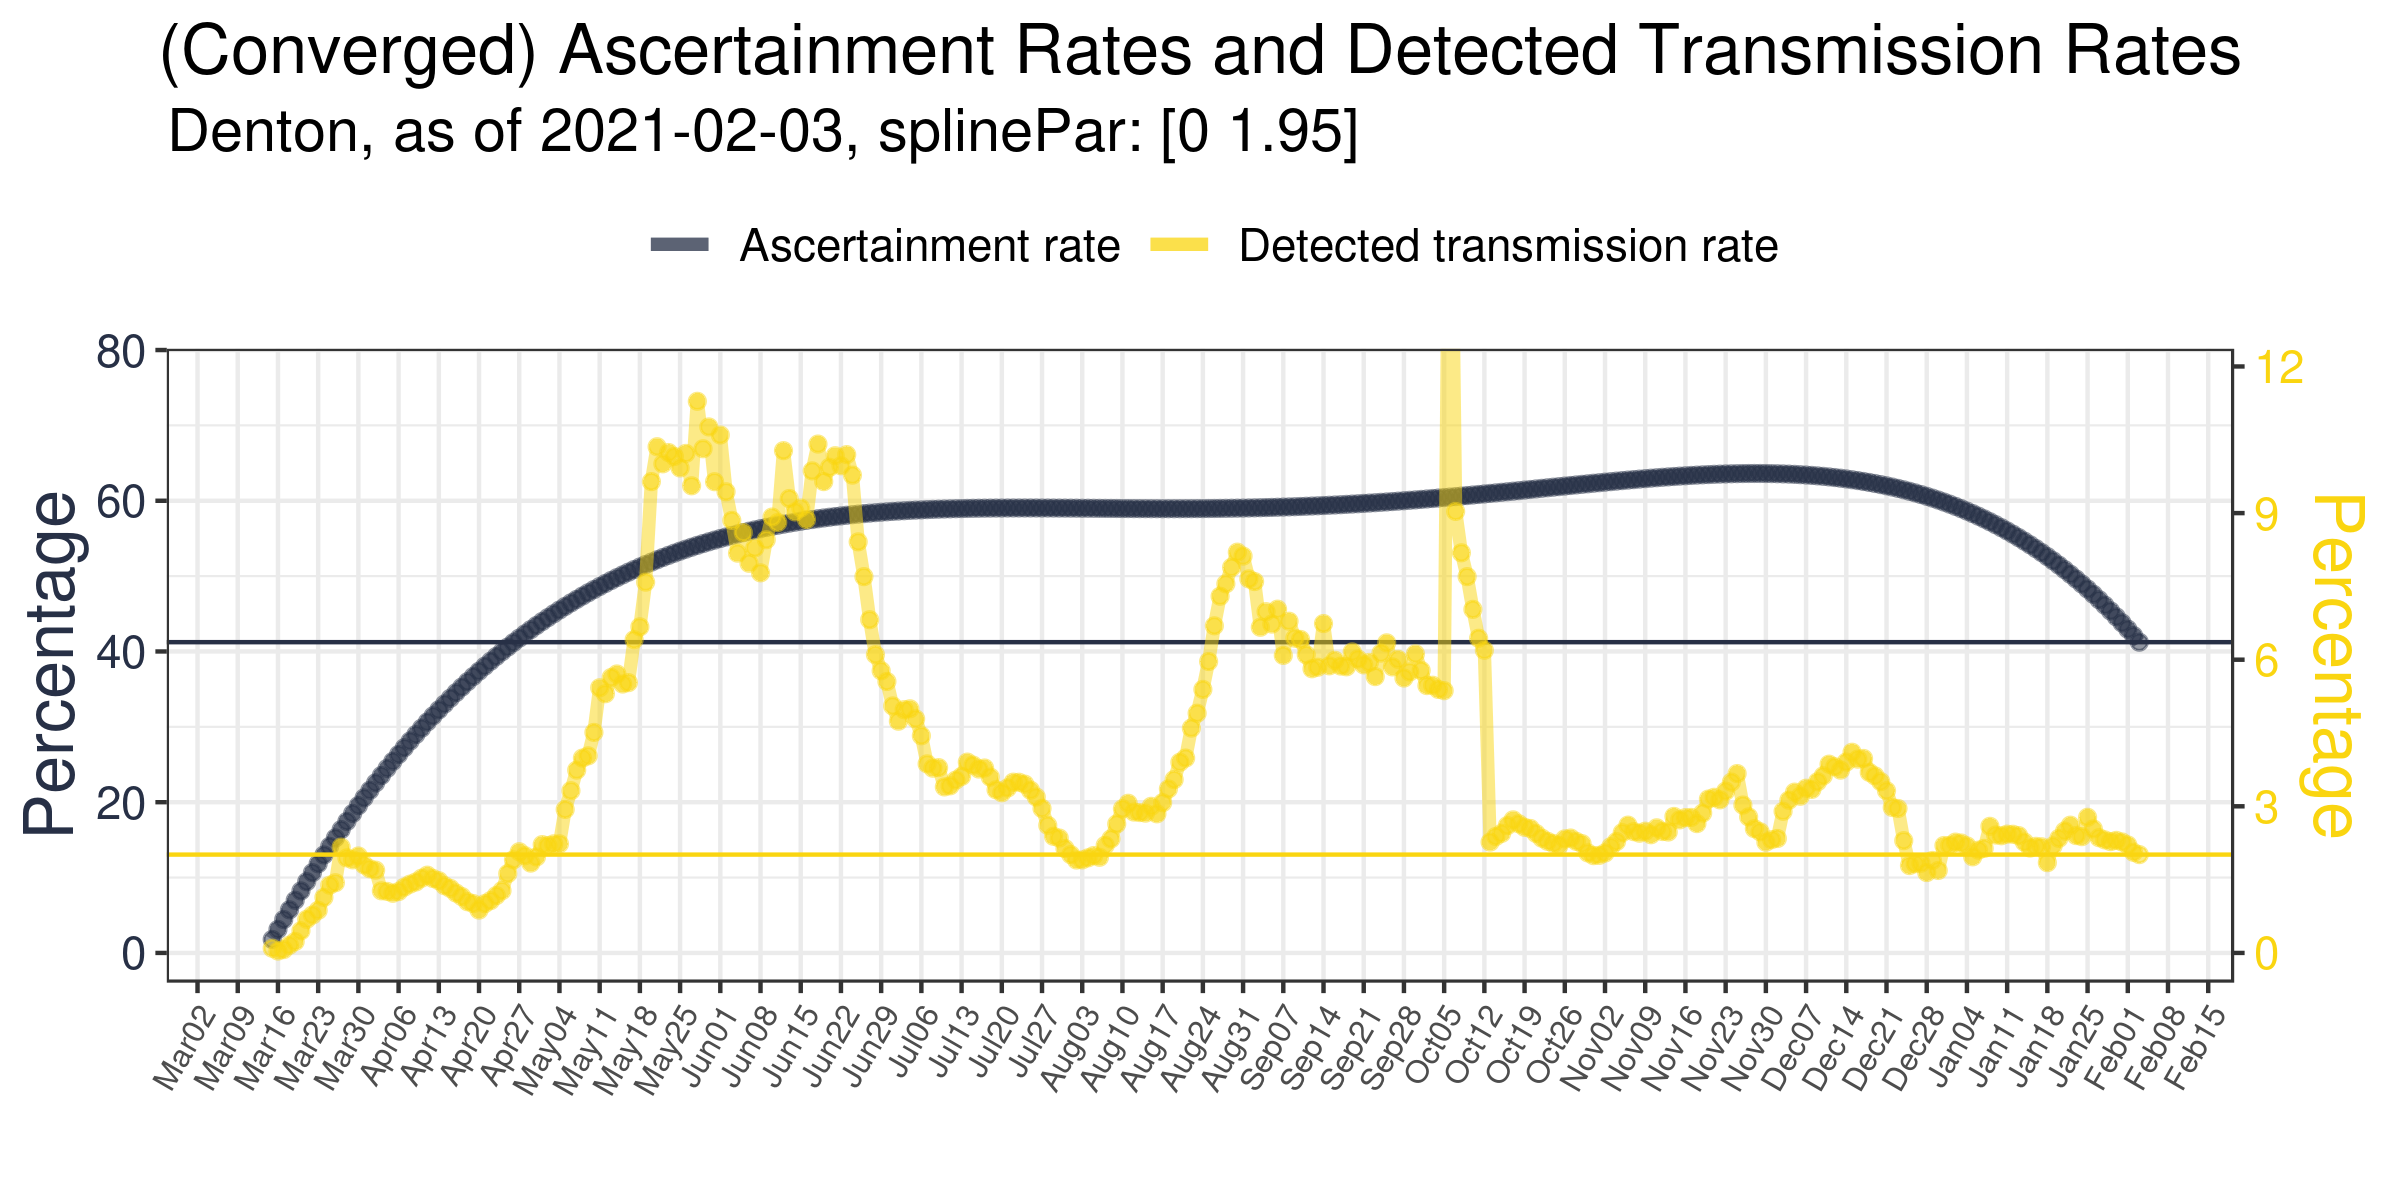 (Converged) Ascertainment Rates and Detected Transmission Rates
Denton, as of 2021-02-03, splinePar: [0 1.95]
Ascertainment rate Detected transmission rate
Percentage
80
60
40
20
0
12
9
6
3
0
Percentage
Mar02 Mar09 Mar16 Mar23 Mar30 Apr06 Apr13 Apr20 Apr27 May04 May11 May18 May25 Jun01 Jun08 Jun15 Jun22 Jun29 Jul06 Jul13 Jul20 Jul27 Aug03 Aug10 Aug17 Aug24 Aug31 Sep07 Sep14 Sep21 Sep28 Oct05 Oct12 Oct19 Oct26 Nov02 Nov09 Nov16 Nov23 Nov30 Dec07 Dec14 Dec21 Dec28 Jan04 Jan11 Jan18 Jan25 Feb01 Feb08 Feb15